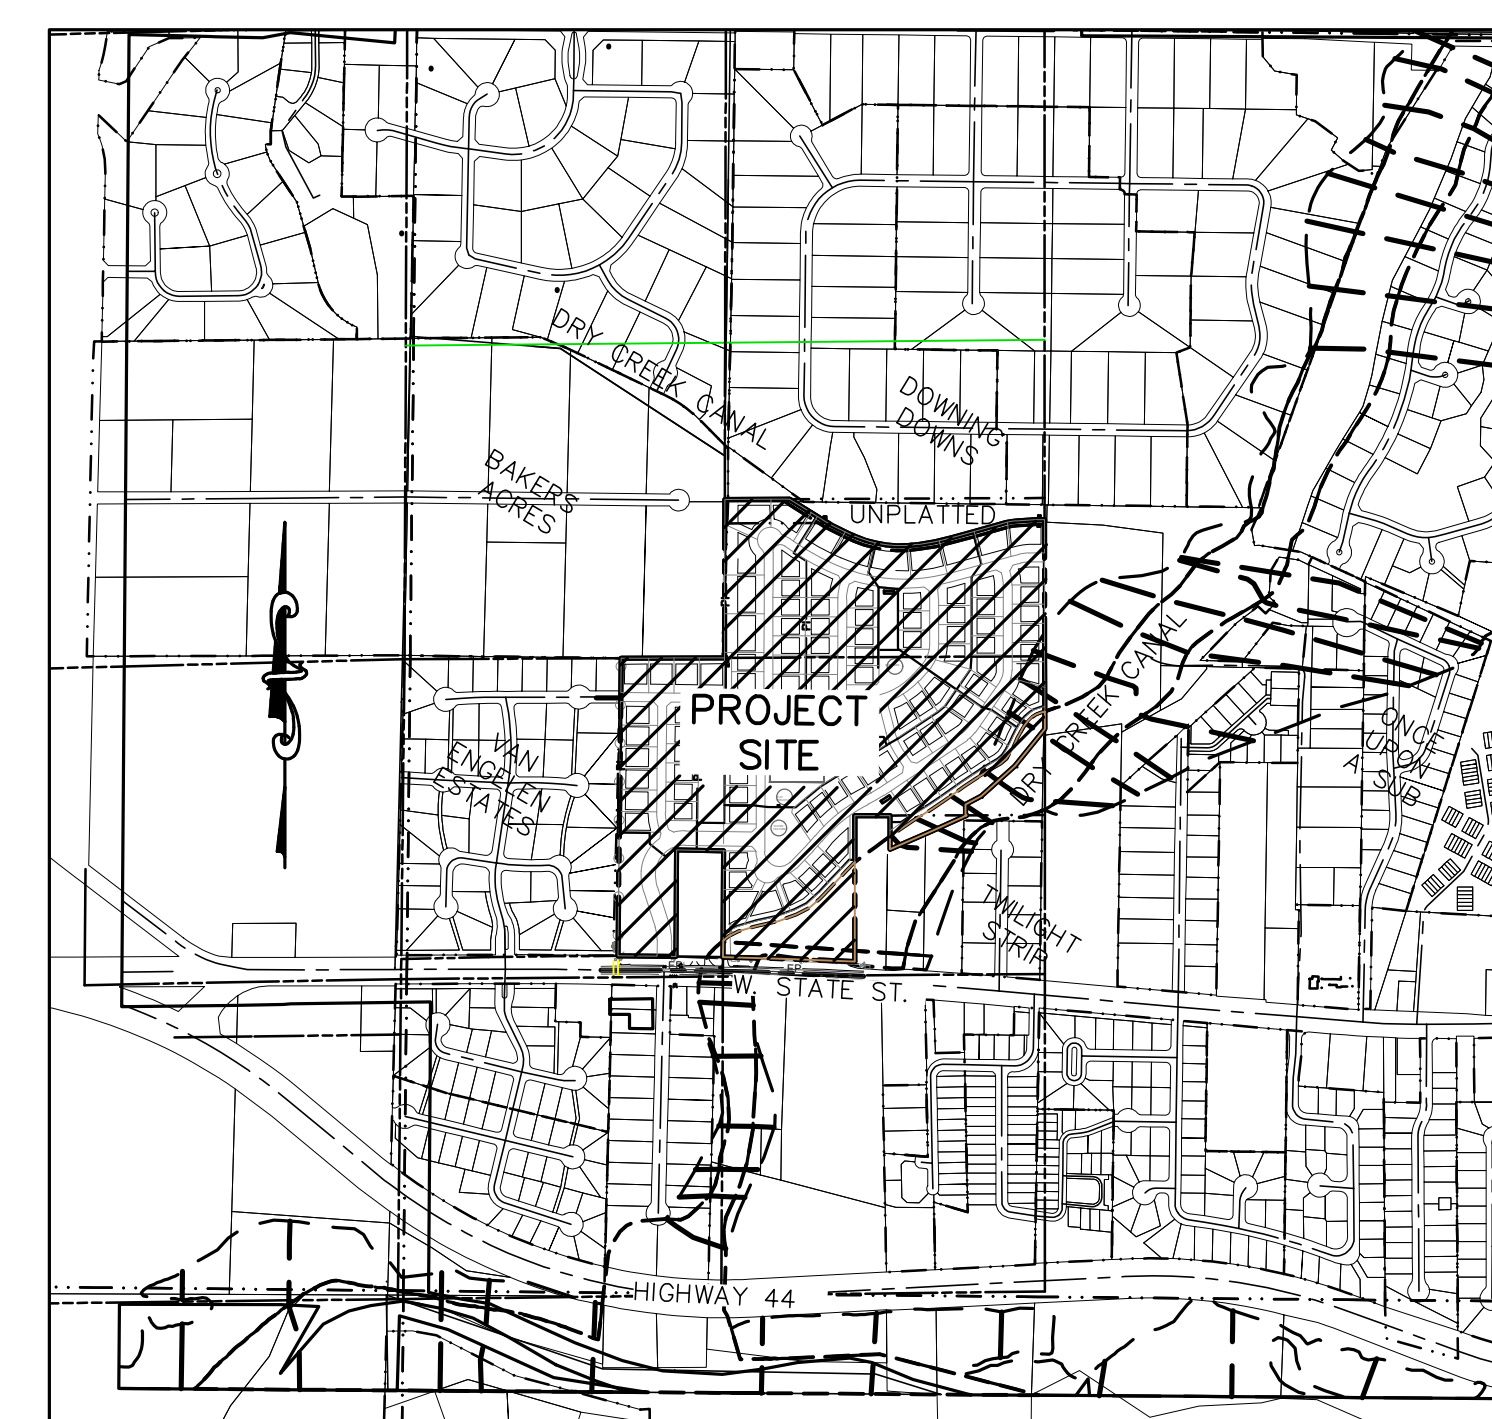 DRY CREEK CANAL
DOWNING
DOWNS
BAKERS
ACRES
UNPLATTED
PROJECT
SITE
DRY CREEK CANAL
VAN
ENGELEN
ESTATES
ONCE
UPON
A SUB
TWILIGHT
STRIP
W. STATE ST.
HIGHWAY 44